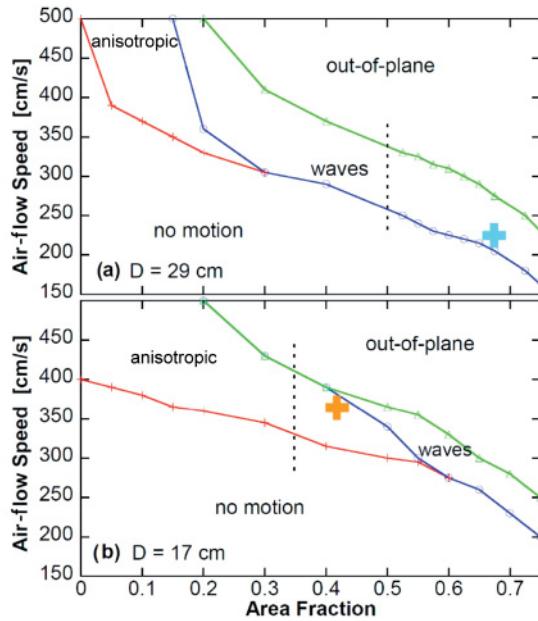 500
anisotropic
450
out-of-plane
400
350
300
waves
250
no motion
200
(a) D = 29 cm
150
Air-flow Speed [cm/s]
450
out-of-plane
400
anisotropic
350
300
waves
250
no motion
200
(b) D = 17 cm
150
Air-flow Speed [cm/s]
0 0.1 0.2 0.3 0.4 0.5 0.6 0.7
Area Fraction